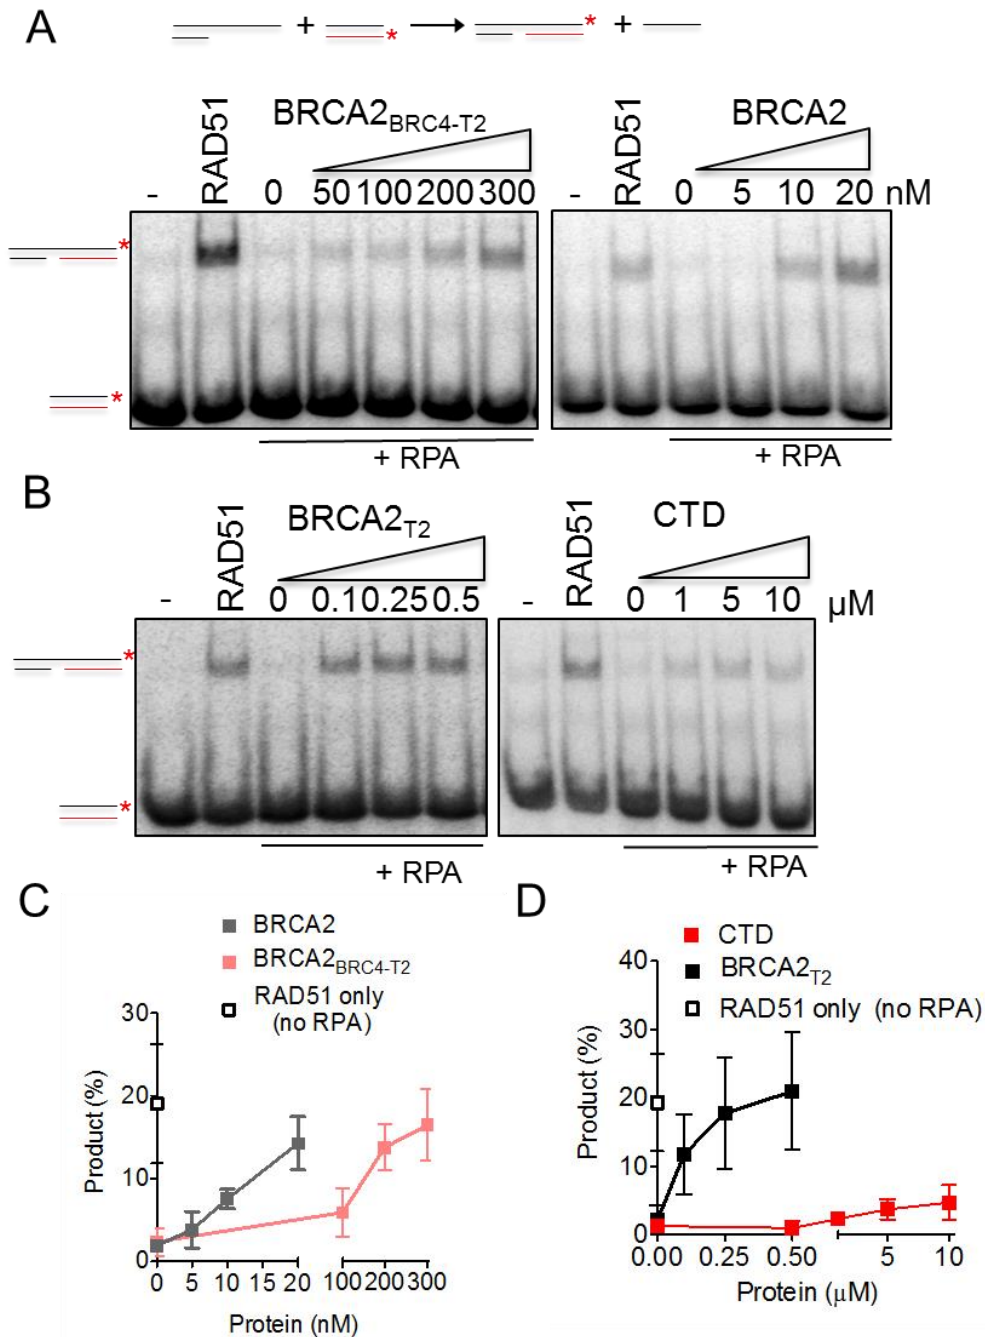 A
+ * → * +
BRCA2BRC4-T2 BRCA2
- RAD51 0 50 100 200 300 - RAD51 0 5 10 20 nM
*
*
+ RPA + RPA
B
BRCA2T2 CTD
- RAD51 0 0.1 0.25 0.5 - RAD51 0 1 5 10 µM
*
*
+ RPA + RPA
C
BRCA2
BRCA2BRC4-T2
RAD51 only
(no RPA)
30
20
10
0
Product (%)
0 5 10 15 20 100 200 300
Protein (nM)
D
CTD
BRCA2T2
RAD51 only (no RPA)
40
30
20
10
0
Product (%)
0.00 0.25 0.50 5 10
Protein (µM)